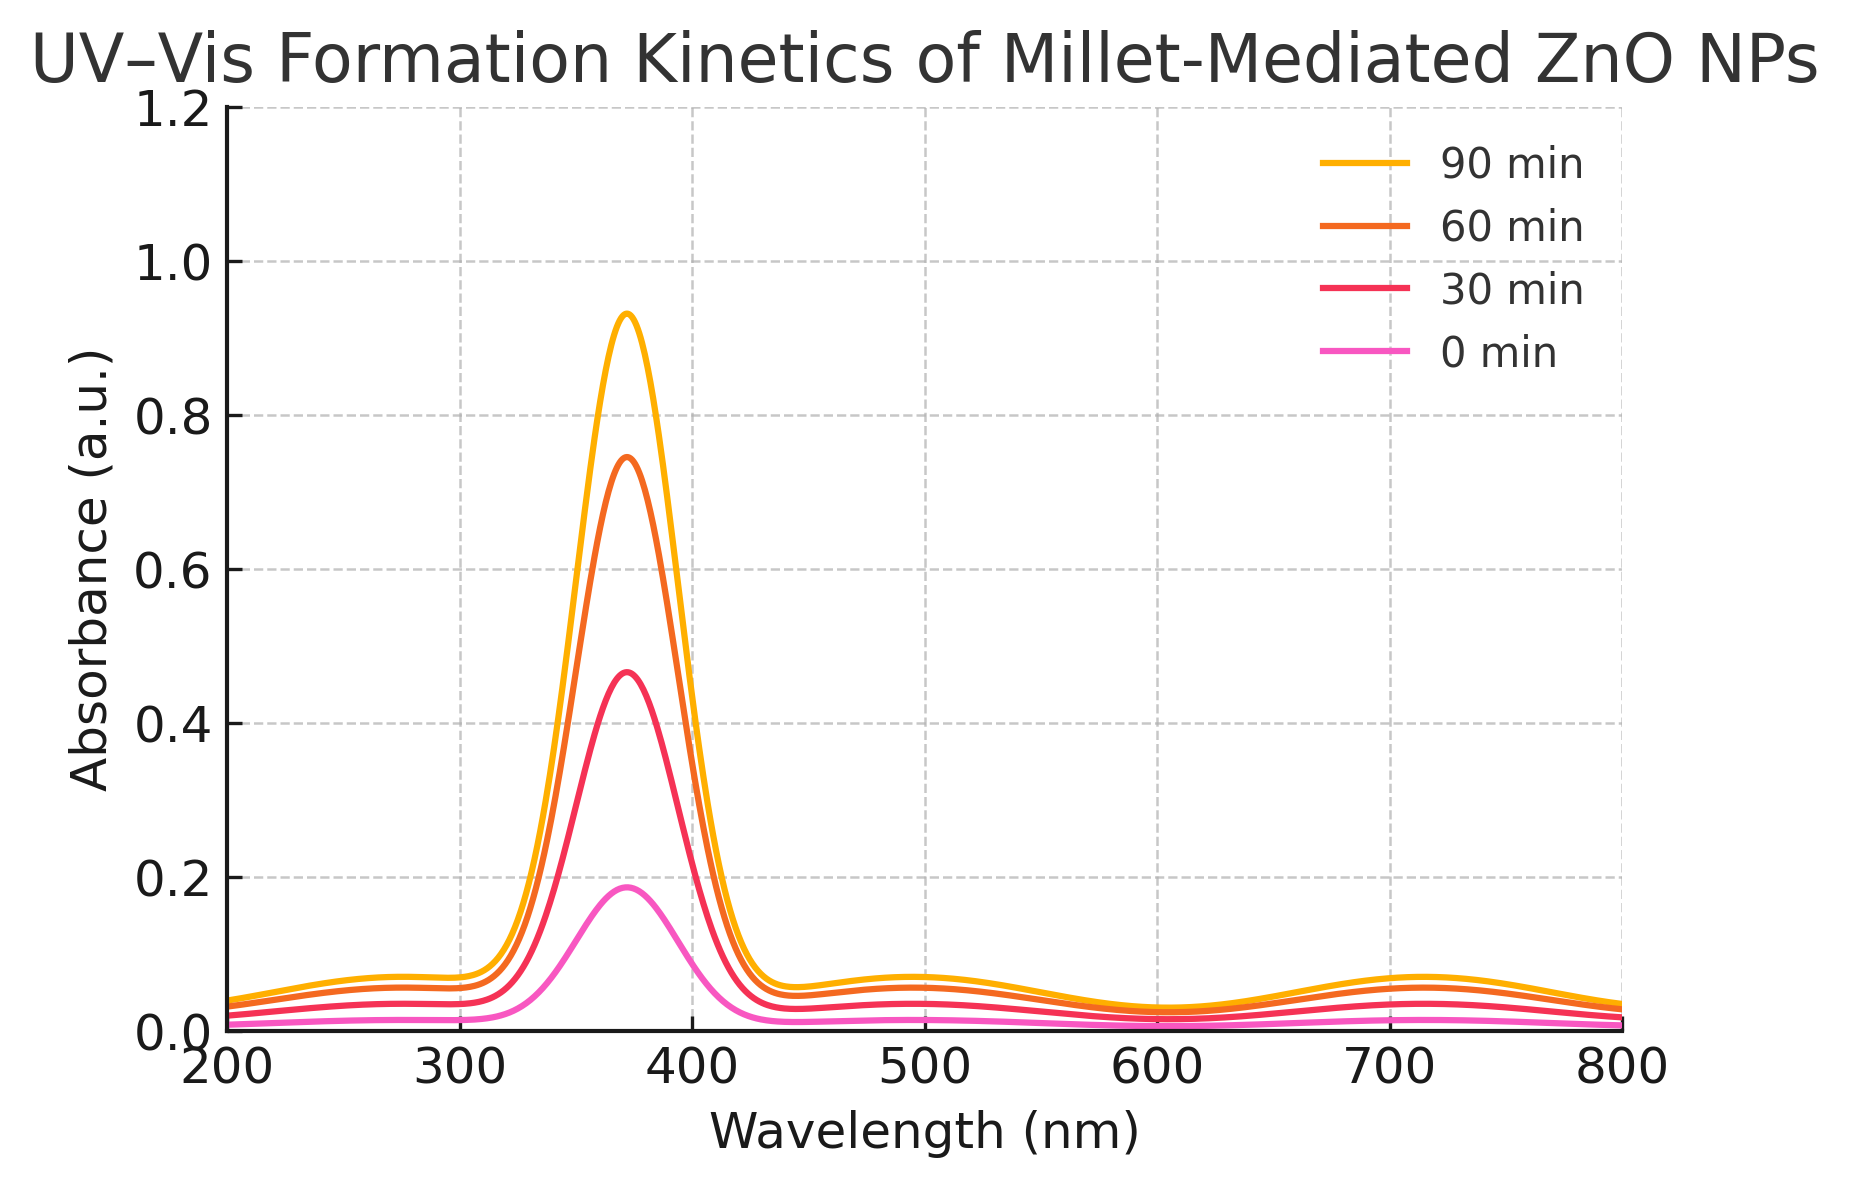 UV–Vis Formation Kinetics of Millet-Mediated ZnO NPs
1.2
1.0
0.8
0.6
0.4
0.2
0.0
Absorbance (a.u.)
90 min
60 min
30 min
0 min
200 300 400 500 600 700 800
Wavelength (nm)